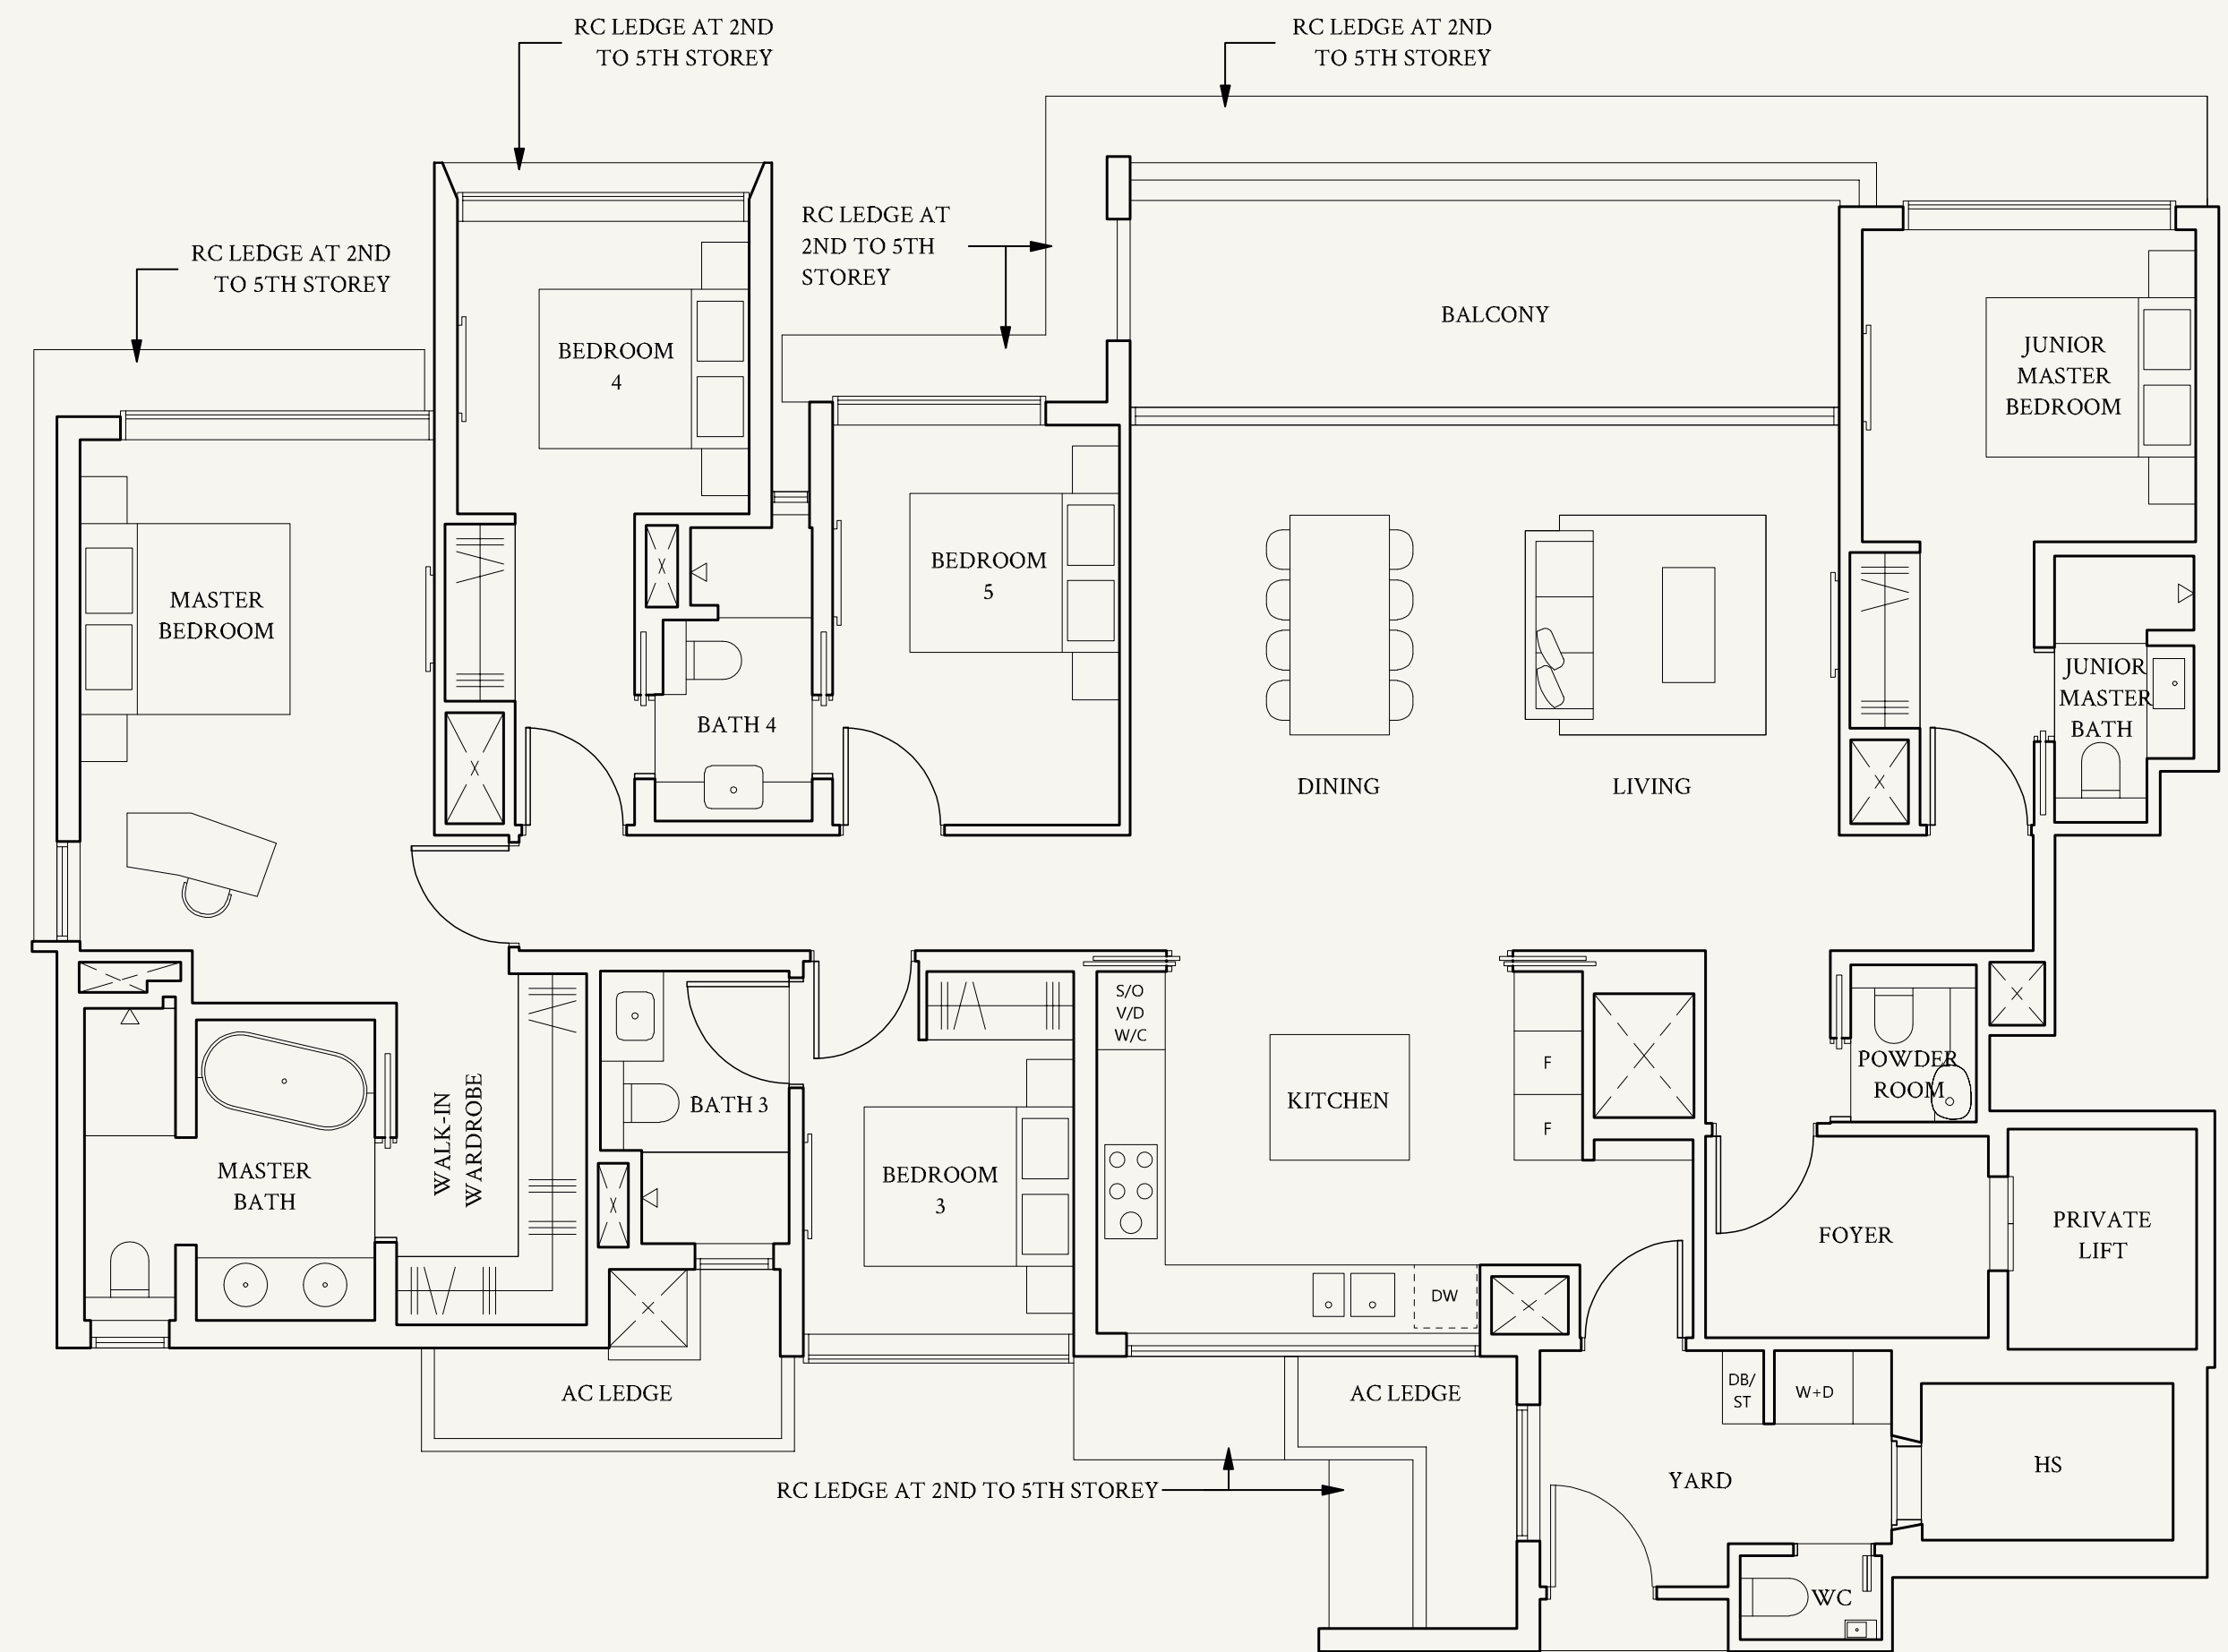 RC LEDGE AT 2ND
TO 5TH STOREY
RC LEDGE AT 2ND
TO 5TH STOREY
RC LEDGE AT
2ND TO 5TH
STOREY
RC LEDGE AT 2ND
TO 5TH STOREY
BALCONY
BEDROOM
4
JUNIOR
MASTER
BEDROOM
BEDROOM
5
MASTER
BEDROOM
JUNIOR
MASTER
BATH
BATH 4
DINING
LIVING
S/O
V/D
W/C
F
F
KITCHEN
POWDER
ROOM
BATH 3
WALK-IN
WARDROBE
MASTER
BATH
BEDROOM
3
FOYER
PRIVATE
LIFT
DW
AC LEDGE
AC LEDGE
DB/
ST
W+D
HS
YARD
RC LEDGE AT 2ND TO 5TH STOREY
WC